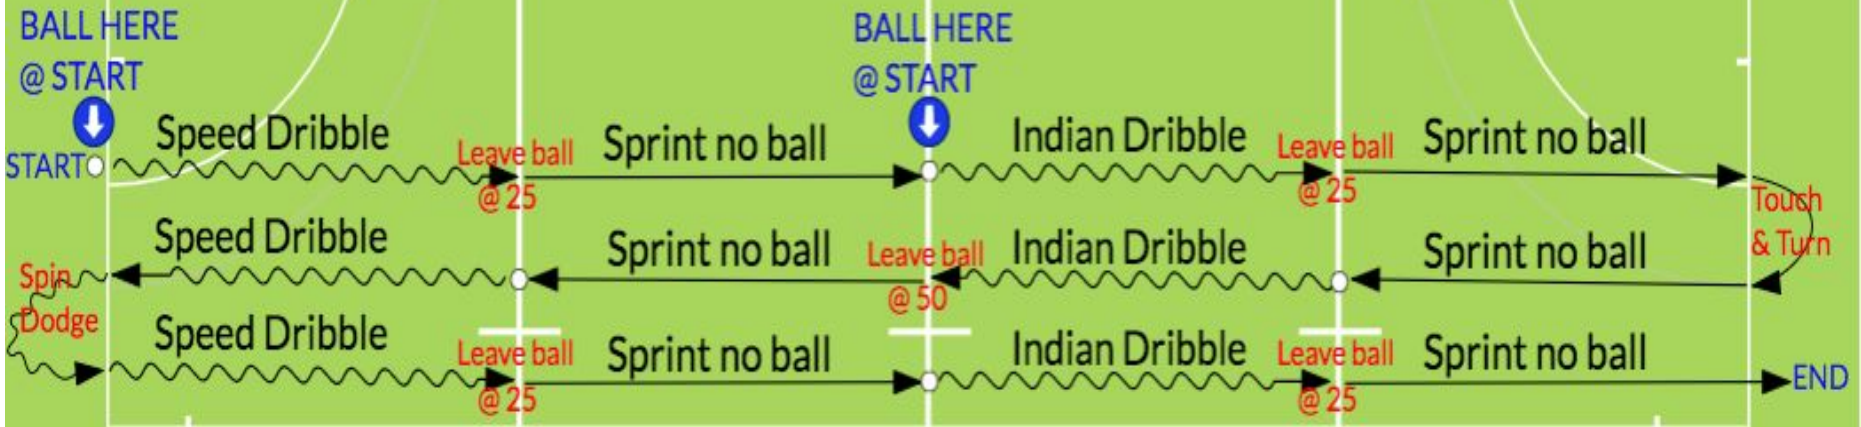 BALL HERE
@ START
BALL HERE
@ START
START
Speed Dribble
Leave ball
@ 25
Sprint no ball
Indian Dribble
Leave ball
@ 25
Sprint no ball
Touch
& Turn
Spin
Dodge
Speed Dribble
Sprint no ball
Leave ball
@ 50
Indian Dribble
Sprint no ball
Speed Dribble
Leave ball
@ 25
Sprint no ball
Indian Dribble
Leave ball
@ 25
Sprint no ball
END